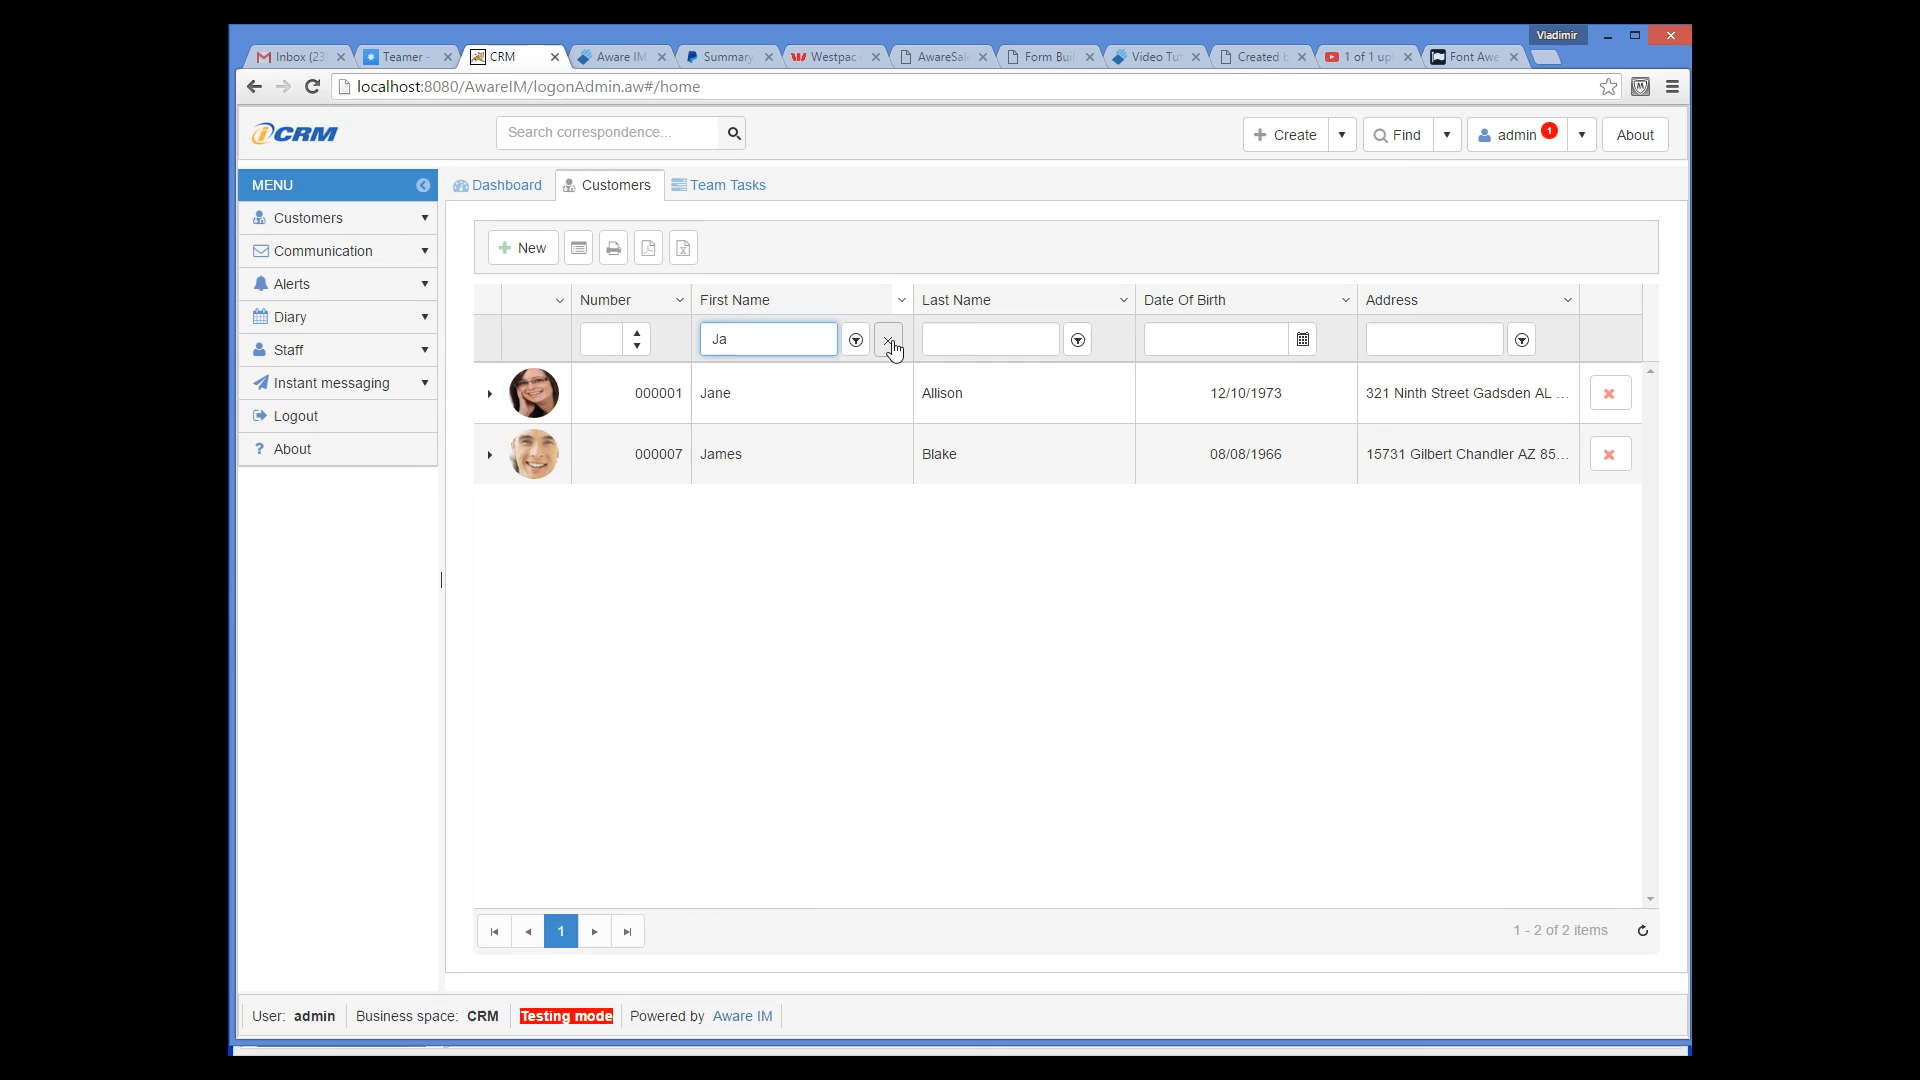 Vladimir
Inbox (23
Teamer -
CRM
Aware IM
Summary
Westpac
AwareSal
Form Buil
Video Tut
Created b
1 of 1 up
Font Awe
localhost:8080/AwareIM/logonAdmin.aw#/home
iCRM
Search correspondence...
Create
Find
admin 1
About
MENU
Dashboard
Customers
Team Tasks
Customers
Communication
Alerts
Diary
Staff
Instant messaging
Logout
? About
New
Number First Name Last Name Date Of Birth Address
Ja
000001 Jane Allison 12/10/1973 321 Ninth Street Gadsden AL ...
000007 James Blake 08/08/1966 15731 Gilbert Chandler AZ 85...
1
1 - 2 of 2 items
User: admin Business space: CRM Testing mode Powered by Aware IM